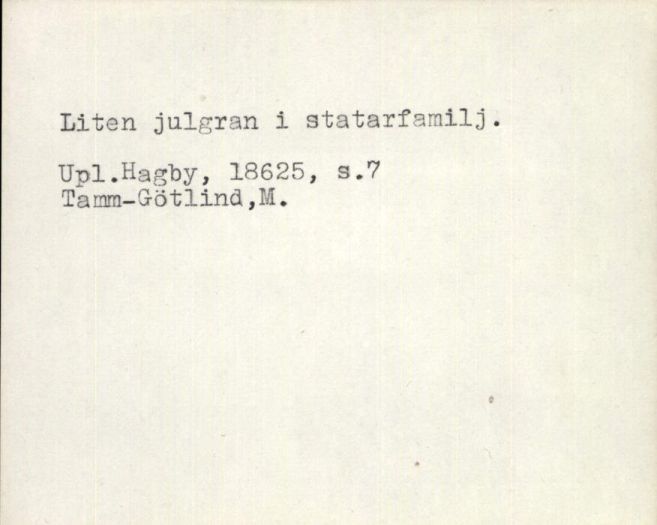 Liten julgran i statarfamilj.
Upl.Hagby, 18625, s.7
Tamm-Götlind,M.